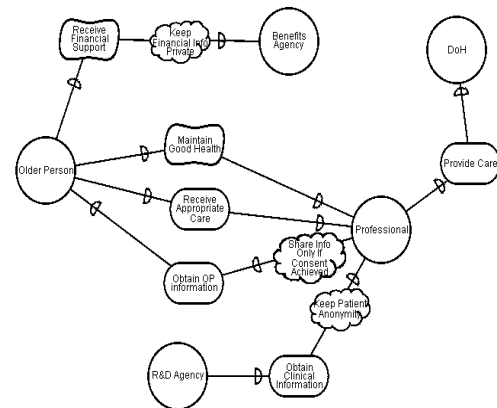 Receive
Financial
Support
Keep
Financial Info
Private
Benefits
Agency
DoH
Maintain
Good Health
Older Person
Provide Care
Receive
Appropriate
Care
Professional
Share Info
Only If
Consent
Achieved
Obtain OP
information
Keep Patient
Anonymity
R&D Agency
Obtain
Clinical
Information